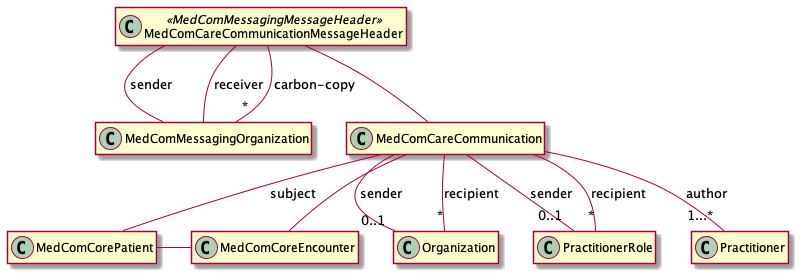 C
«MedComMessagingMessageHeader»
MedComCareCommunicationMessageHeader
sender
receiver
carbon-copy
*
C MedComMessagingOrganization
C MedComCareCommunication
subject
sender
recipient
sender
recipient
author
0..1
*
0..1
*
1...*
C MedComCorePatient
C MedComCoreEncounter
C Organization
C PractitionerRole
C Practitioner